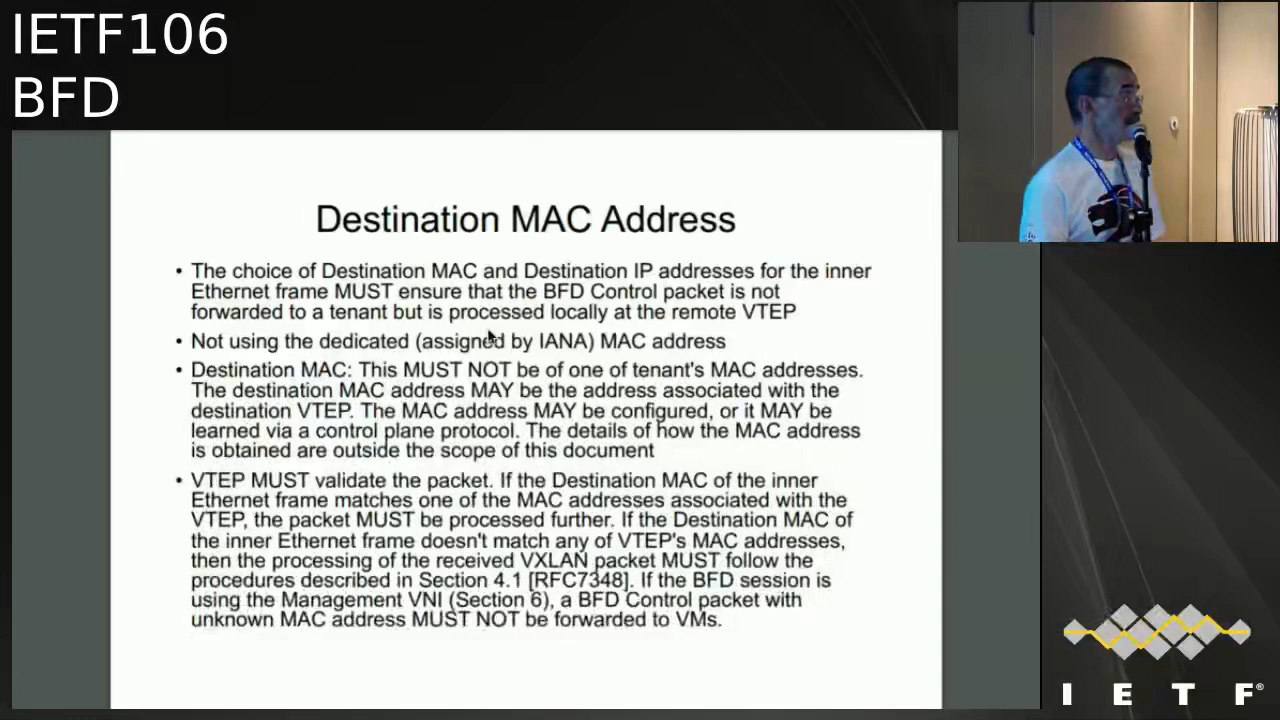 IETF106
BFD
Destination MAC Address
• The choice of Destination MAC and Destination IP addresses for the inner
Ethernet frame MUST ensure that the BFD Control packet is not
forwarded to a tenant but is processed locally at the remote VTEP
• Not using the dedicated (assigned by IANA) MAC address
• Destination MAC: This MUST NOT be of one of tenant's MAC addresses.
The destination MAC address MAY be the address associated with the
destination VTEP. The MAC address MAY be configured, or it MAY be
learned via a control plane protocol. The details of how the MAC address
is obtained are outside the scope of this document
• VTEP MUST validate the packet. If the Destination MAC of the inner
Ethernet frame matches one of the MAC addresses associated with the
VTEP, the packet MUST be processed further. If the Destination MAC of
the inner Ethernet frame doesn't match any of VTEP's MAC addresses,
then the processing of the received VXLAN packet MUST follow the
procedures described in Section 4.1 [RFC7348]. If the BFD session is
using the Management VNI (Section 6), a BFD Control packet with
unknown MAC address MUST NOT be forwarded to VMs.
I E T F®